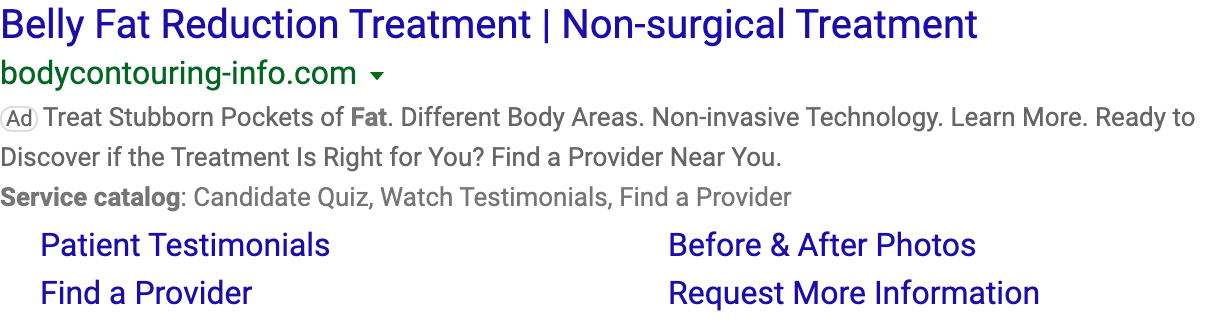 Belly Fat Reduction Treatment | Non-surgical Treatment
bodycontouring-info.com
Ad Treat Stubborn Pockets of Fat. Different Body Areas. Non-invasive Technology. Learn More. Ready to
Discover if the Treatment Is Right for You? Find a Provider Near You.
Service catalog: Candidate Quiz, Watch Testimonials, Find a Provider
Patient Testimonials
Before & After Photos
Find a Provider
Request More Information